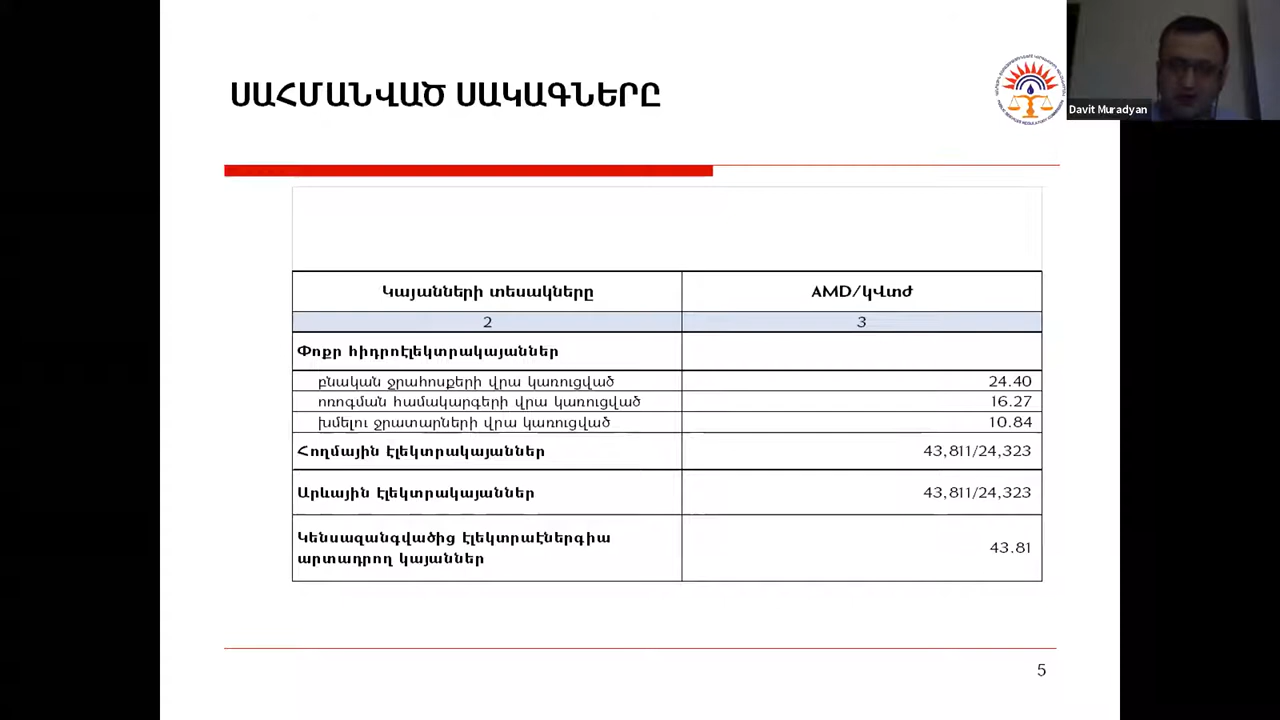 ՍԱՀՄԱՆՎԱԾ ՍԱԿԱԳՆԵՐԸ
Davit Muradyan
Կայանների տեսակները AMD/կՎտժ
2 3
Փոքր հիդրոէլեկտրակայաններ
բնական ջրահոսքերի վրա կառուցված 24.40
ոռոգման համակարգերի վրա կառուցված 16.27
խմելու ջրատարների վրա կառուցված 10.84
Հողմային էլեկտրակայաններ 43,811/24,323
Արևային էլեկտրակայաններ 43,811/24,323
Կենսազանգվածից էլեկտրաէներգիա
արտադրող կայաններ 43.81
5